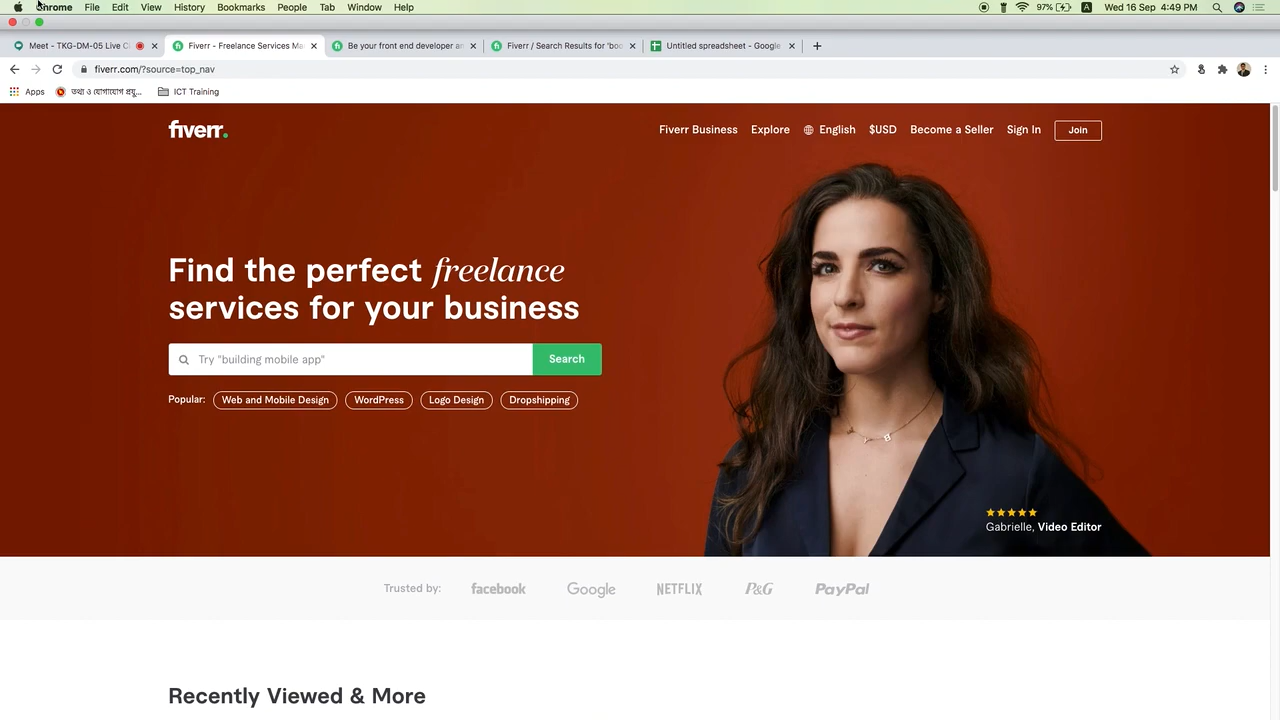 Chrome File Edit View History Bookmarks People Tab Window Help 97% A Wed 16 Sep 4:49 PM
Meet - TKG-DM-05 Live C Fiverr - Freelance Services Ma Be your front end developer an Fiverr / Search Results for 'boo Untitled spreadsheet - Google
fiverr.com/?source=top_nav
Apps তথ্য ও যোগাযোগ প্রযু... ICT Training
fiverr. Fiverr Business Explore English $USD Become a Seller Sign In Join
Find the perfect freelance
services for your business
Try "building mobile app" Search
Popular: Web and Mobile Design WordPress Logo Design Dropshipping
Gabrielle, Video Editor
Trusted by: facebook Google NETFLIX P&G PayPal
Recently Viewed & More